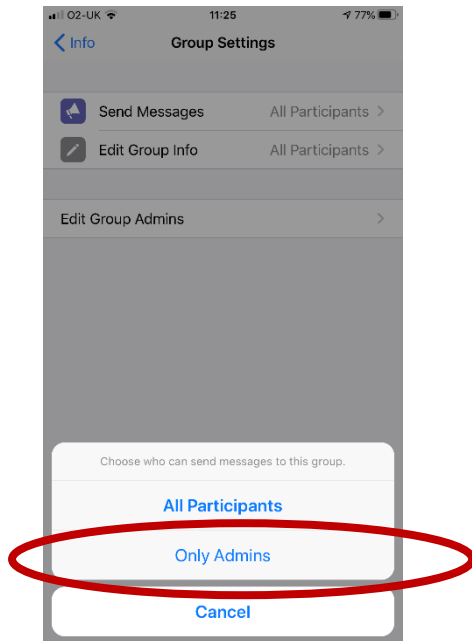 O2-UK 11:25 77%
Info Group Settings
Send Messages All Participants
Edit Group Info All Participants
Edit Group Admins
Choose who can send messages to this group.
All Participants
Only Admins
Cancel